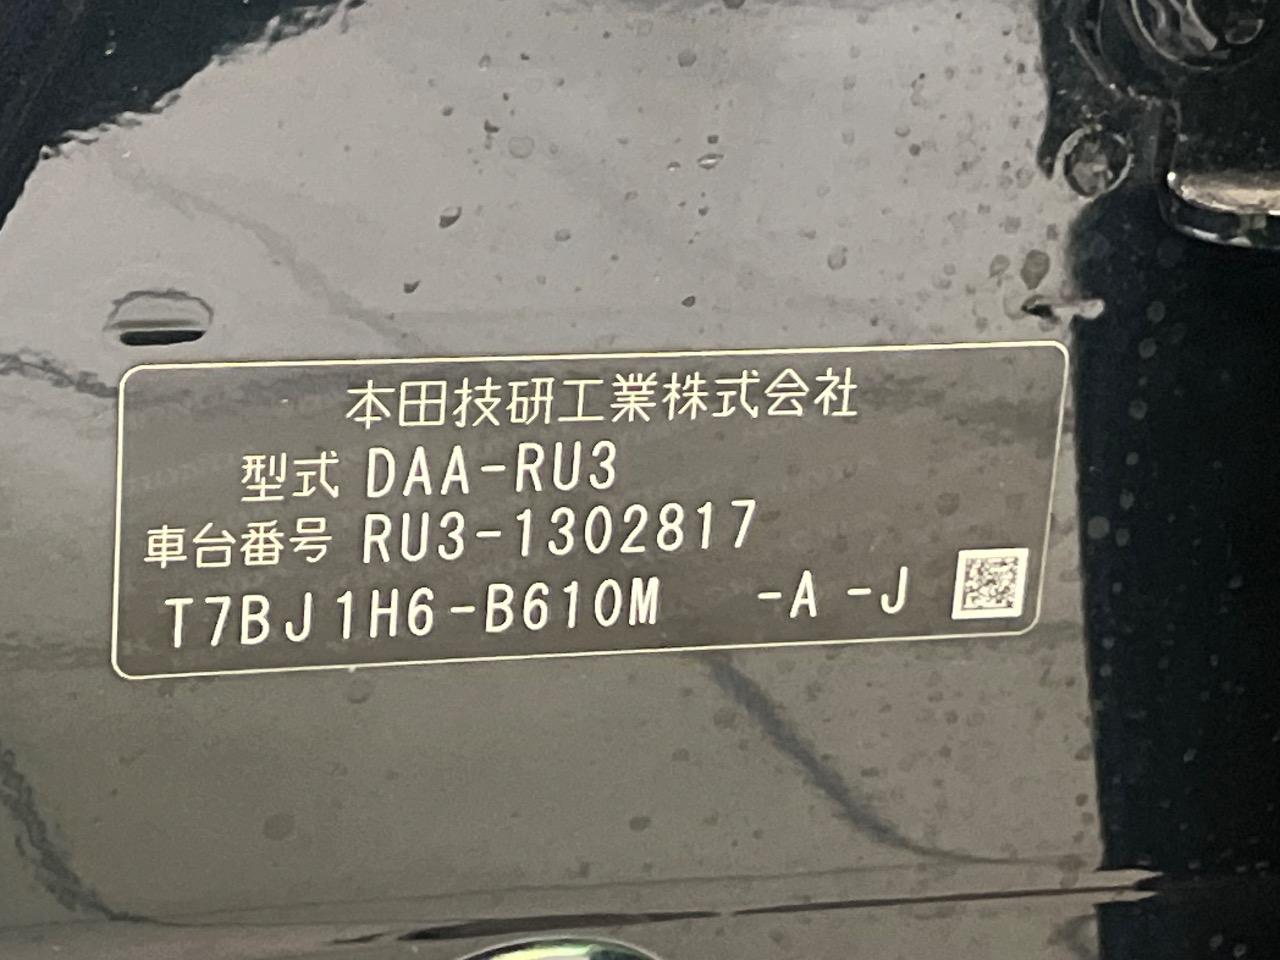 本田技研工業株式会社
型式 DAA-RU3
車台番号 RU3-1302817
T7BJ1H6-B610M -A -J